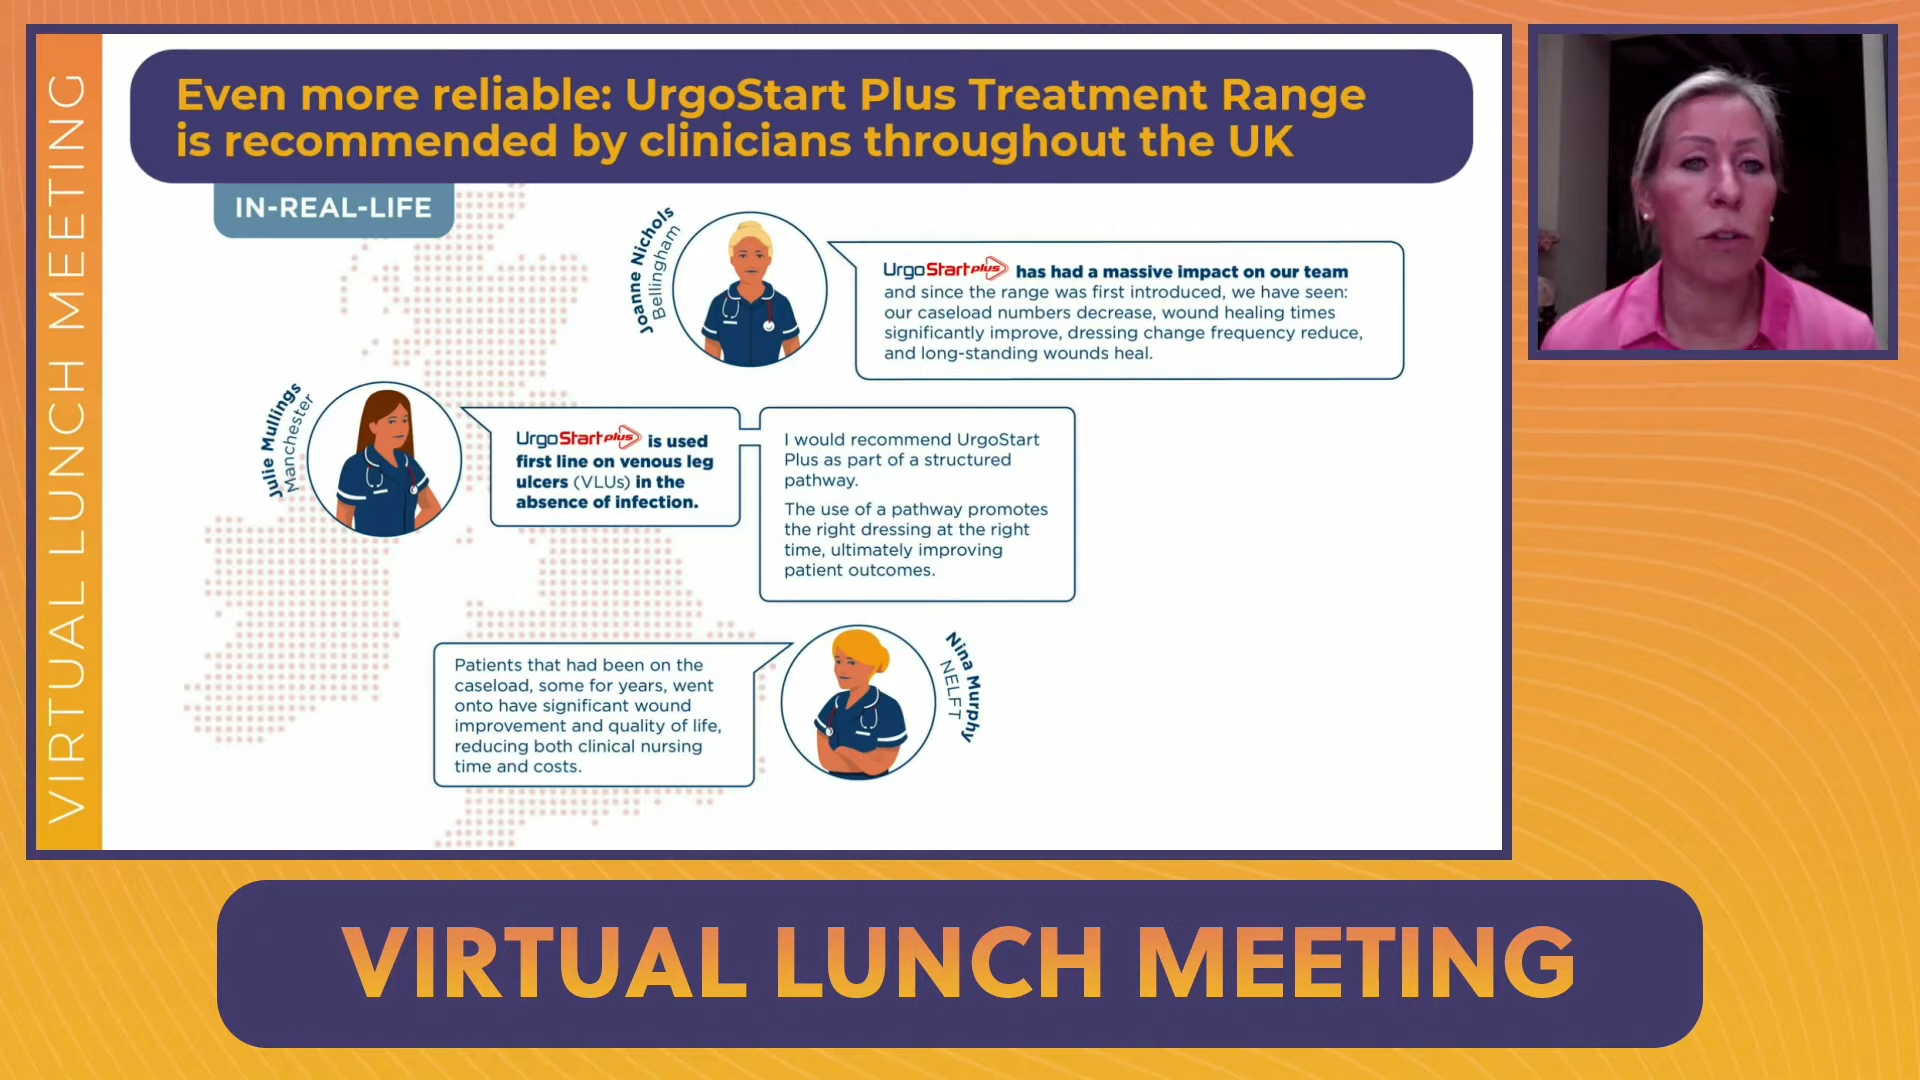 VIRTUAL LUNCH MEETING
Even more reliable: UrgoStart Plus Treatment Range
is recommended by clinicians throughout the UK
IN-REAL-LIFE
Joanne Nichols
Bellingham
UrgoStart plus has had a massive impact on our team
and since the range was first introduced, we have seen:
our caseload numbers decrease, wound healing times
significantly improve, dressing change frequency reduce,
and long-standing wounds heal.
Julie Mullings
Manchester
UrgoStart plus is used
first line on venous leg
ulcers (VLUs) in the
absence of infection.
I would recommend UrgoStart
Plus as part of a structured
pathway.
The use of a pathway promotes
the right dressing at the right
time, ultimately improving
patient outcomes.
Patients that had been on the
caseload, some for years, went
onto have significant wound
improvement and quality of life,
reducing both clinical nursing
time and costs.
Nina Murphy
NELFT
VIRTUAL LUNCH MEETING